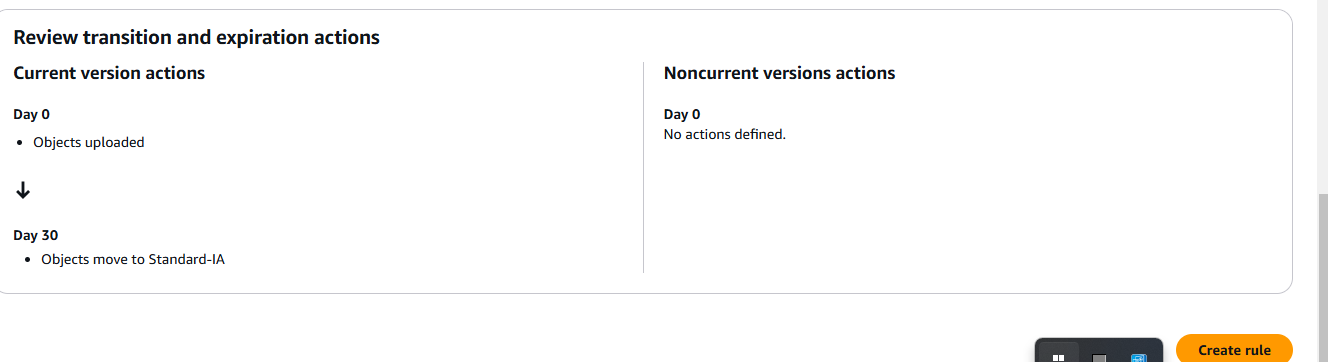 Review transition and expiration actions
Current version actions
Day 0
Objects uploaded
Day 30
Objects move to Standard-IA
Noncurrent versions actions
Day 0
No actions defined.
Create rule